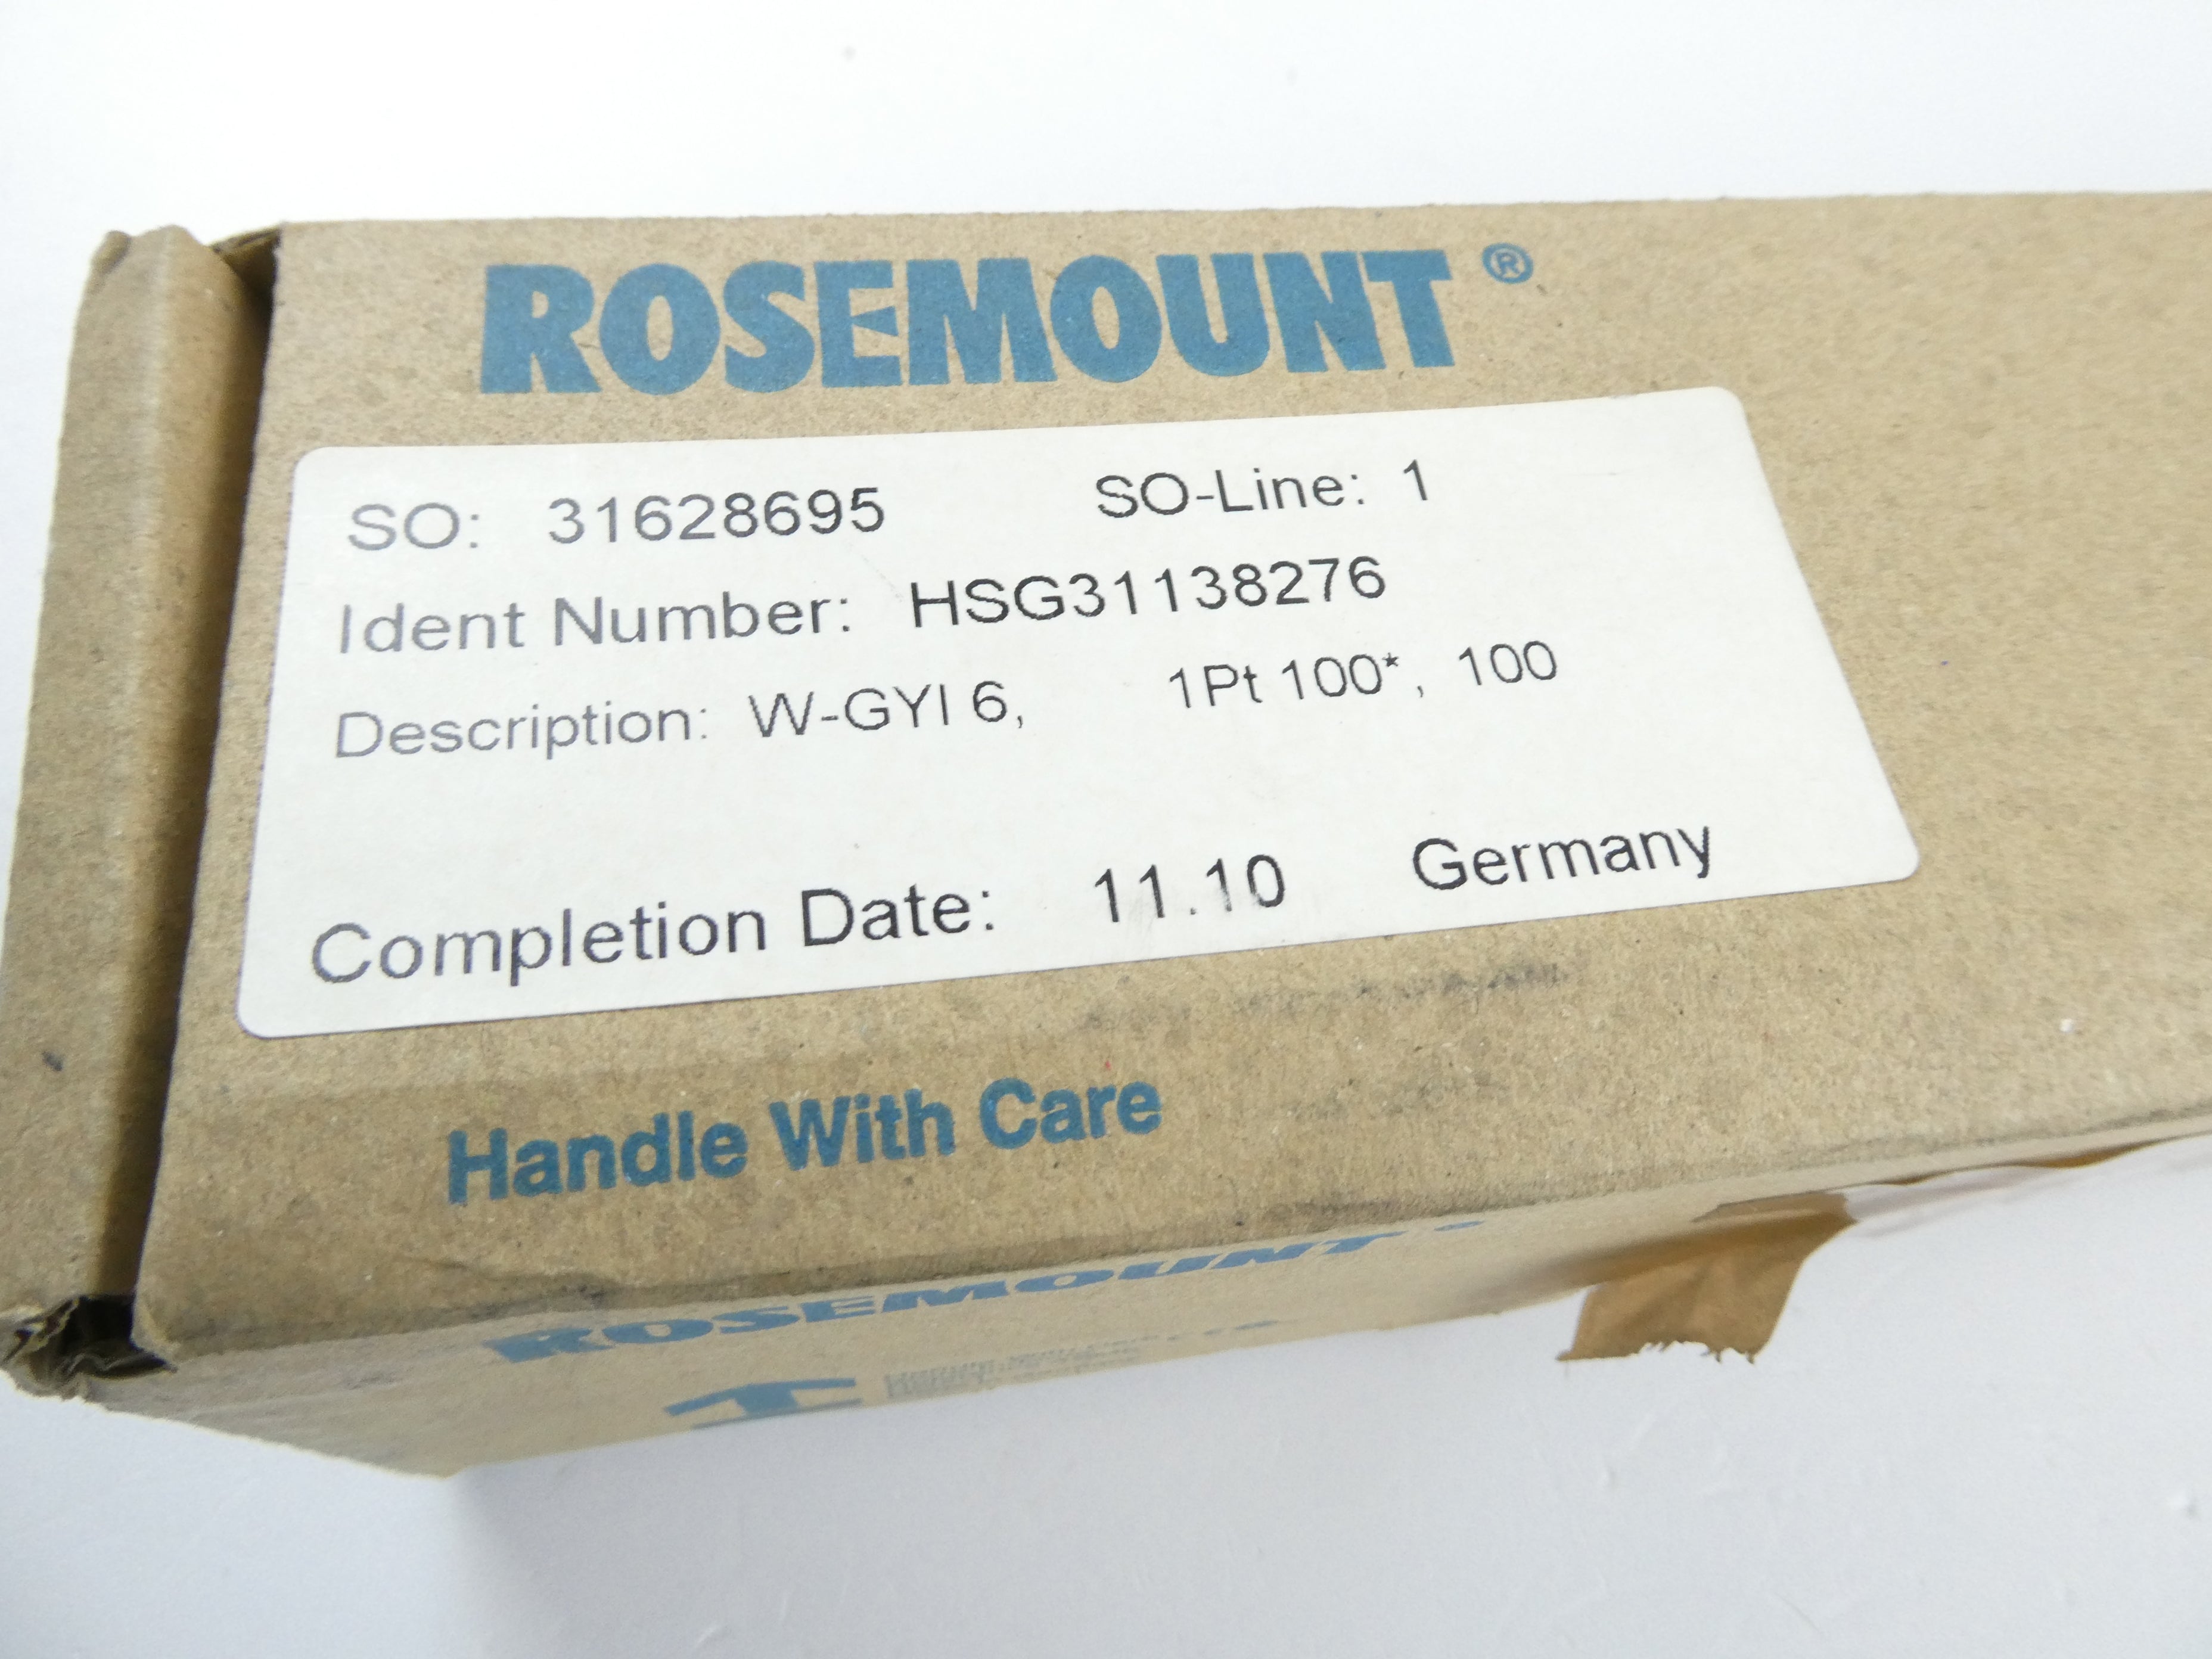 ROSEMOUNT ®
SO: 31628695 SO-Line: 1
Ident Number: HSG31138276
Description: W-GYI 6, 1Pt 100*, 100
Completion Date: 11.10 Germany
Handle With Care
ROSEMOUNT